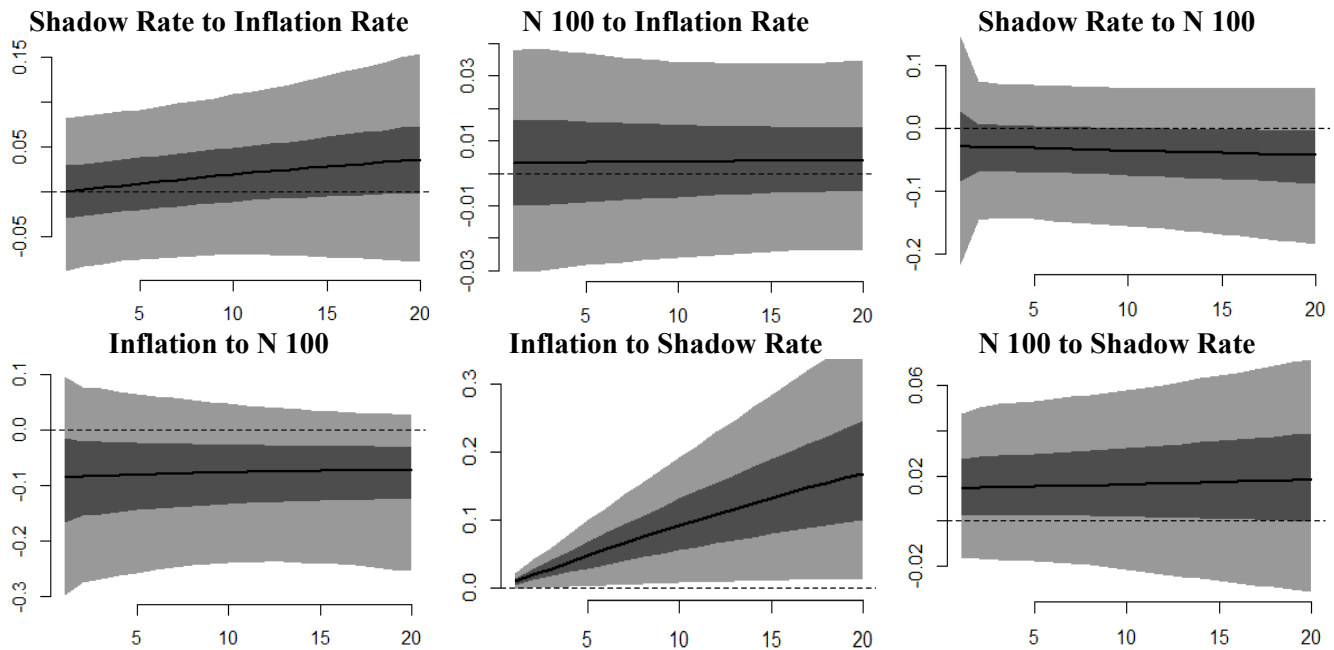 Shadow Rate to Inflation Rate
0.15
0.05
-0.05
5 10 15 20
N 100 to Inflation Rate
0.03
0.01
-0.01
-0.03
5 10 15 20
Shadow Rate to N 100
0.1
0.0
-0.1
-0.2
5 10 15 20
Inflation to N 100
0.1
0.0
-0.1
-0.2
-0.3
5 10 15 20
Inflation to Shadow Rate
0.3
0.2
0.1
0.0
5 10 15 20
N 100 to Shadow Rate
0.06
0.02
-0.02
5 10 15 20